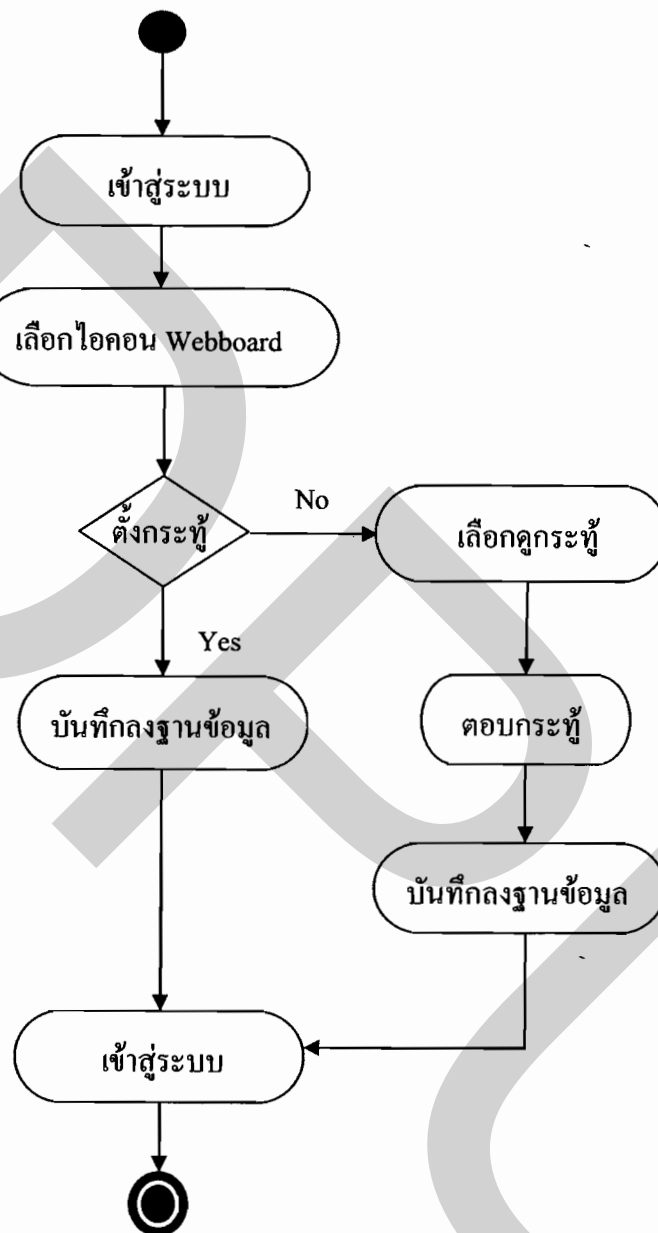 เข้าสู่ระบบ
เลือกไอคอน Webboard
ตั้งกระทู้
No
เลือกดูกระทู้
Yes
บันทึกลงฐานข้อมูล
ตอบกระทู้
บันทึกลงฐานข้อมูล
เข้าสู่ระบบ